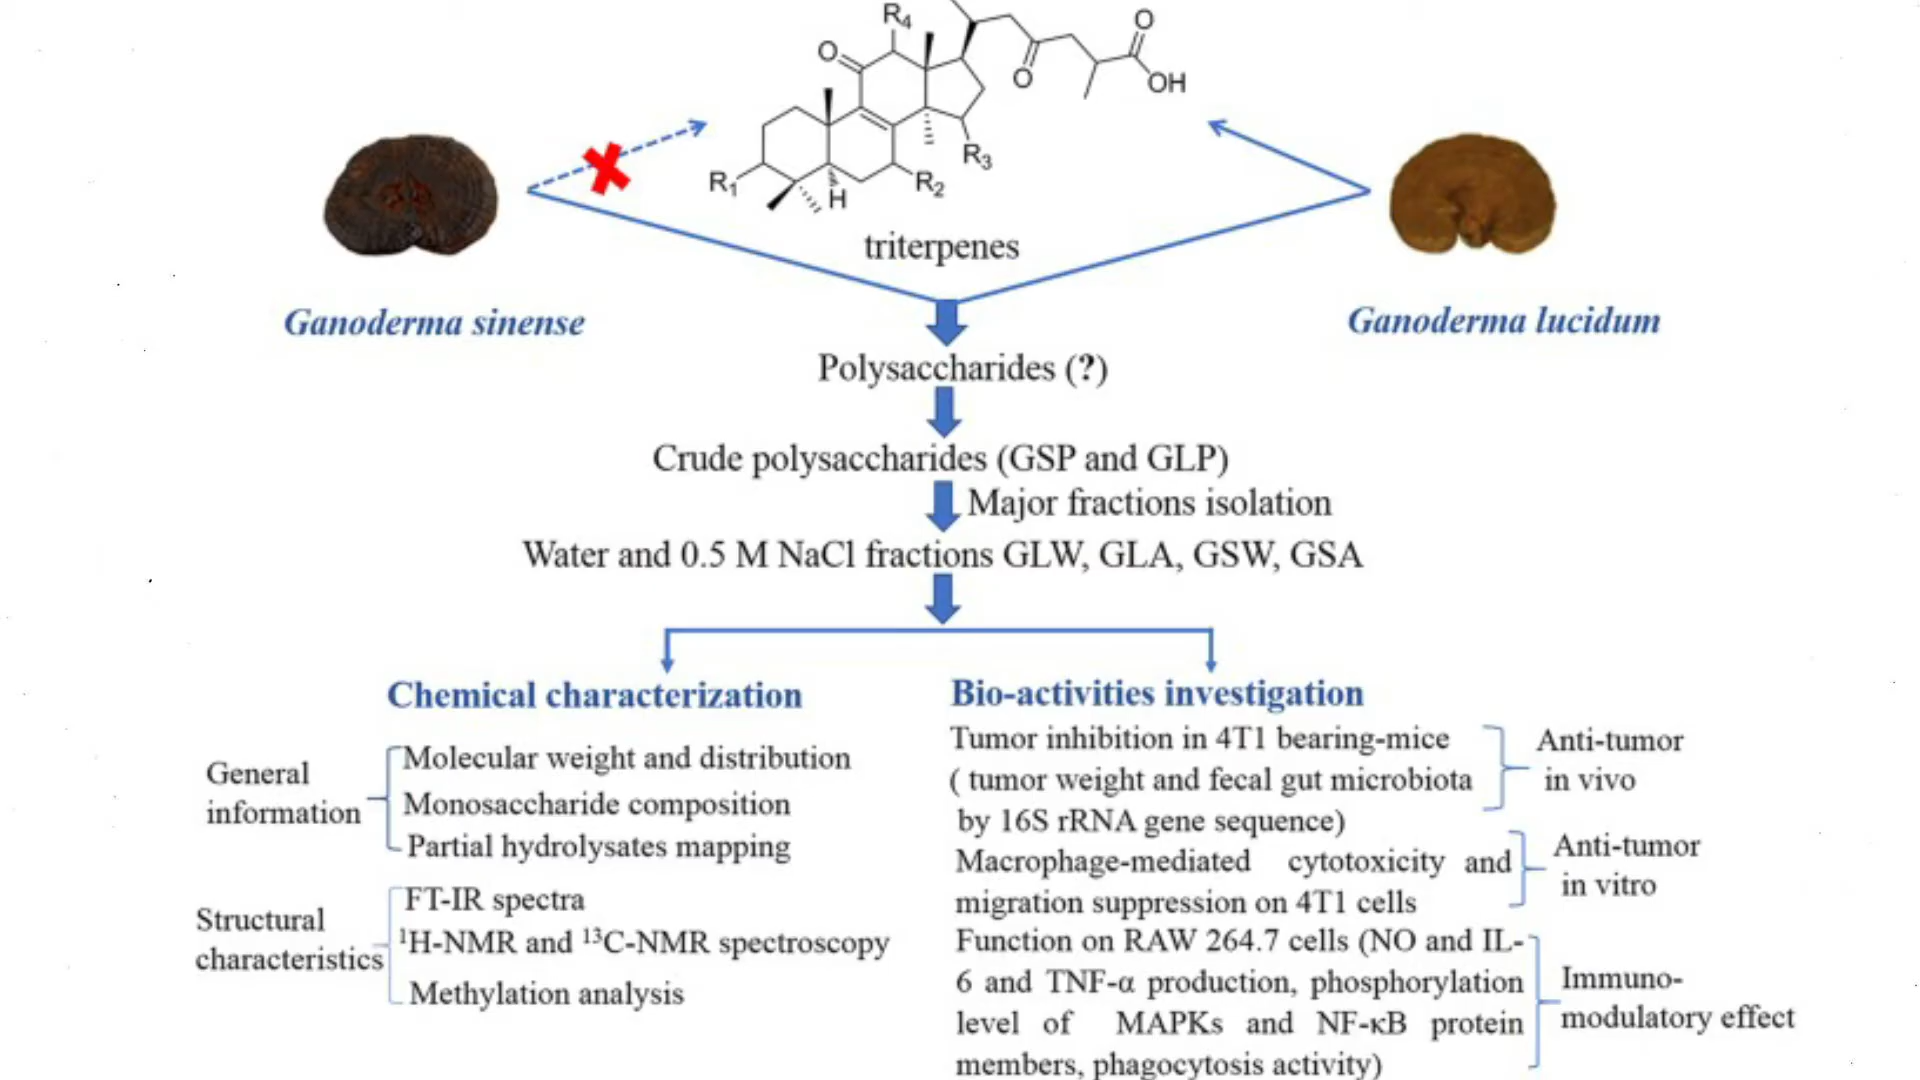 R4
O
O
O
OH
R3
R1
R2
H
triterpenes
Ganoderma sinense
Ganoderma lucidum
Polysaccharides (?)
Crude polysaccharides (GSP and GLP)
Major fractions isolation
Water and 0.5 M NaCl fractions GLW, GLA, GSW, GSA
Chemical characterization
General
information
Molecular weight and distribution
Monosaccharide composition
Partial hydrolysates mapping
Structural
characteristics
FT-IR spectra
¹H-NMR and ¹³C-NMR spectroscopy
Methylation analysis
Bio-activities investigation
Tumor inhibition in 4T1 bearing-mice
( tumor weight and fecal gut microbiota
by 16S rRNA gene sequence)
Anti-tumor
in vivo
Macrophage-mediated cytotoxicity and
migration suppression on 4T1 cells
Anti-tumor
in vitro
Function on RAW 264.7 cells (NO and IL-
6 and TNF-α production, phosphorylation
level of MAPKs and NF-κB protein
members, phagocytosis activity)
Immuno-
modulatory effect